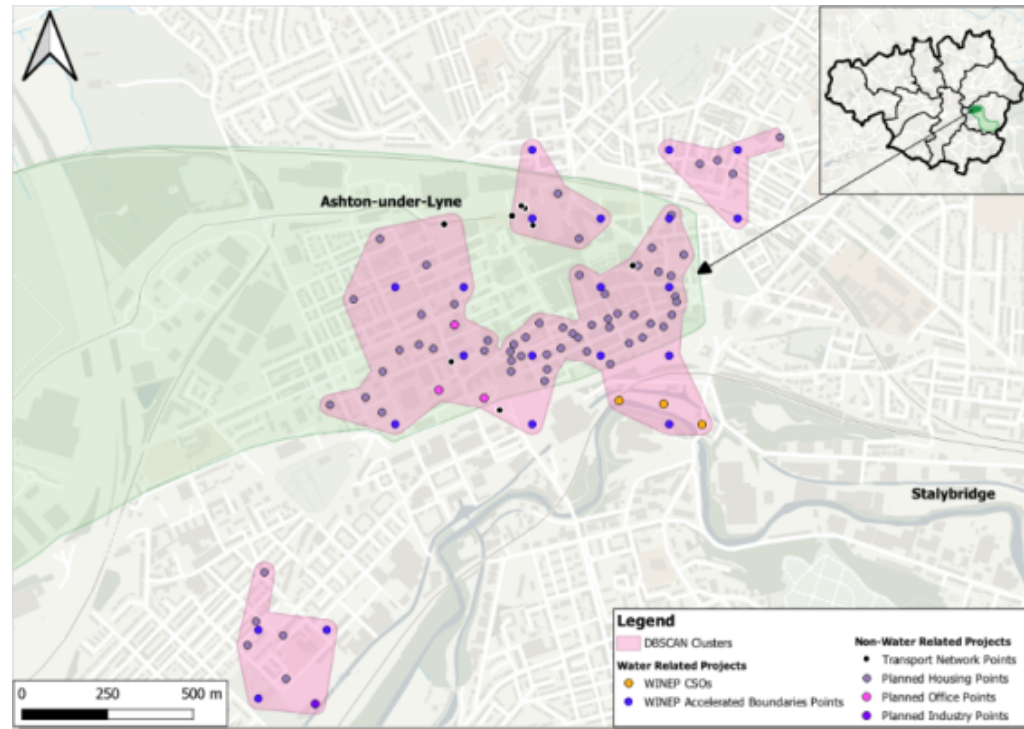 Ashton-under-Lyne
Stalybridge
Legend
DBSCAN Clusters
Water Related Projects
WINEP CSOs
WINEP Accelerated Boundaries Points
Non-Water Related Projects
Transport Network Points
Planned Housing Points
Planned Office Points
Planned Industry Points
0 250 500 m